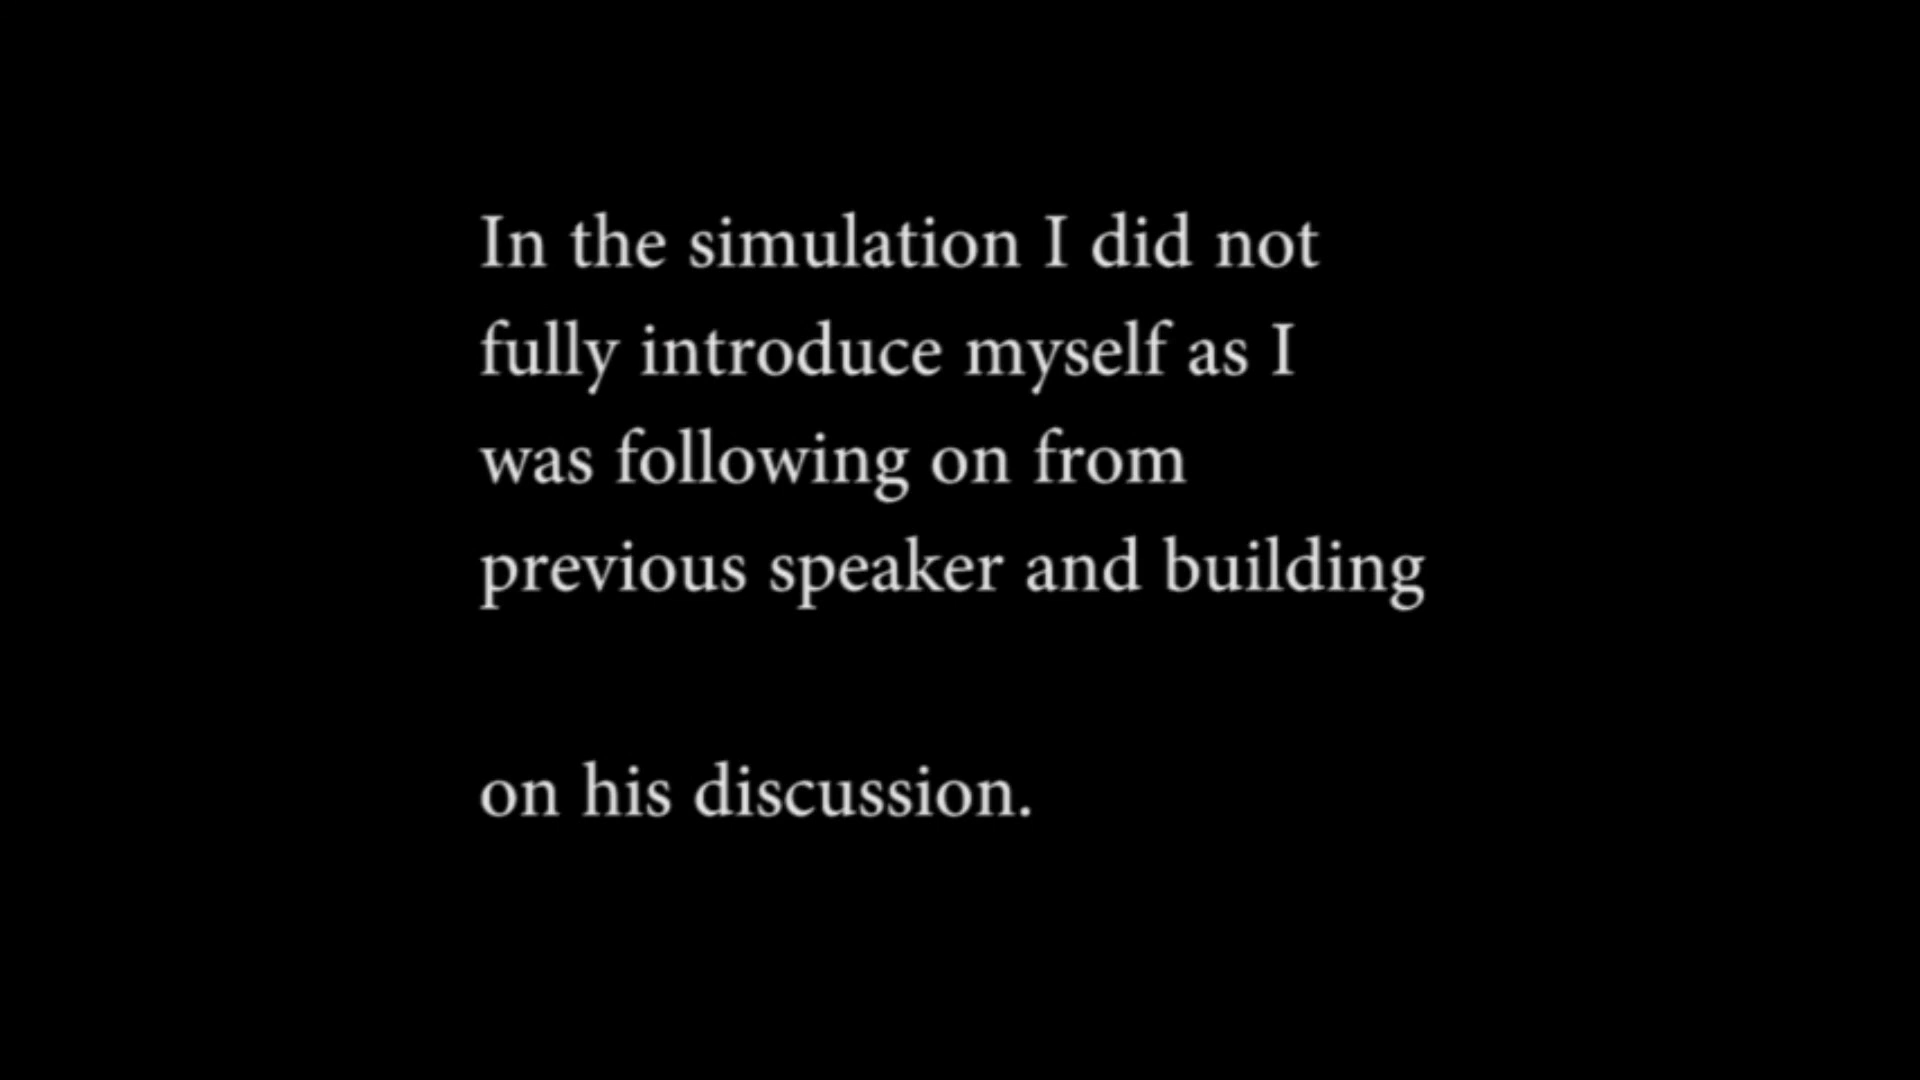 In the simulation I did not
fully introduce myself as I
was following on from
previous speaker and building
on his discussion.